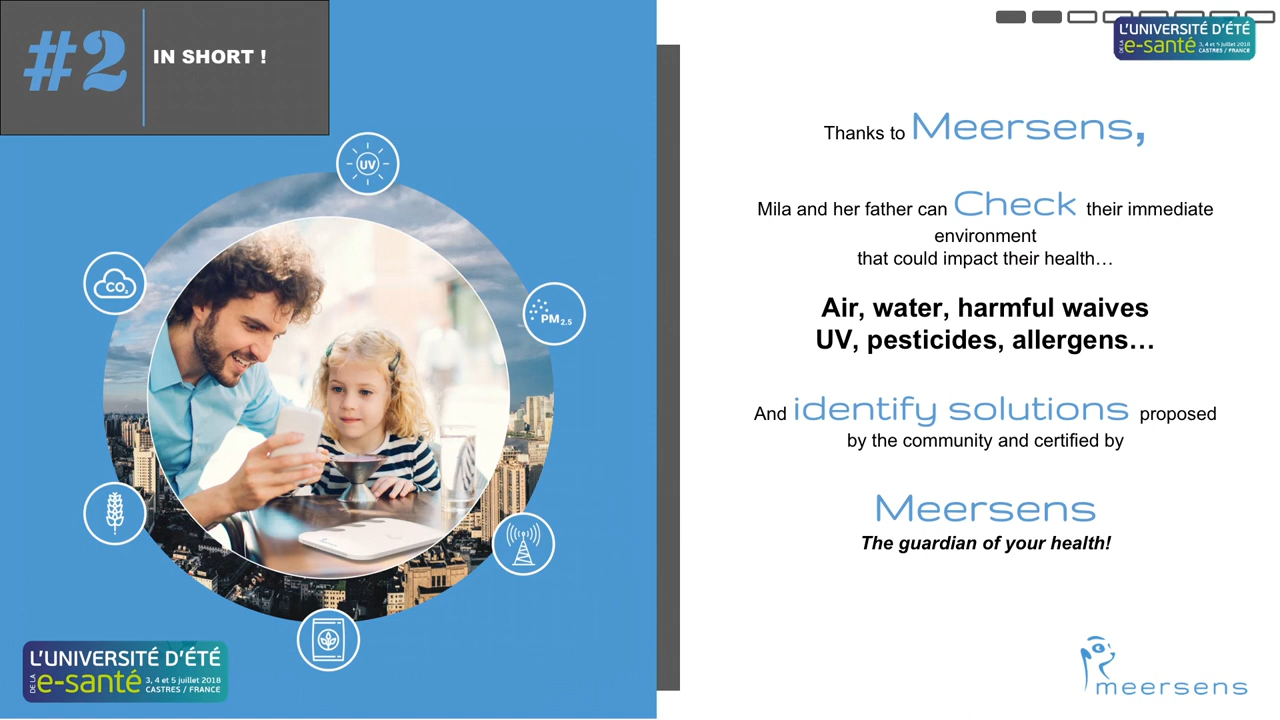 #2
IN SHORT !
L'UNIVERSITÉ D'ÉTÉ
DE LA e-santé 3, 4 et 5 juillet 2018
CASTRES / FRANCE
UV
CO₂
PM 2.5
Thanks to Meersens,
Mila and her father can Check their immediate
environment
that could impact their health…
Air, water, harmful waives
UV, pesticides, allergens…
And identify solutions proposed
by the community and certified by
Meersens
The guardian of your health!
L'UNIVERSITÉ D'ÉTÉ
DE LA e-santé 3, 4 et 5 juillet 2018
CASTRES / FRANCE
meersens